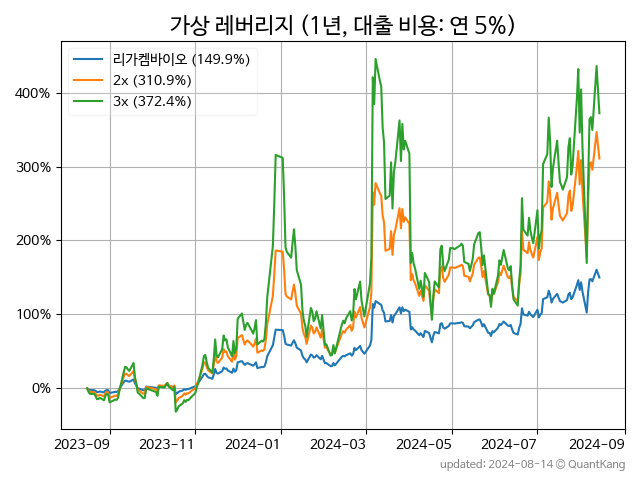 가상 레버리지 (1년, 대출 비용: 연 5%)
리가켐바이오 (149.9%)
2x (310.9%)
3x (372.4%)
400%
300%
200%
100%
0%
2023-09 2023-11 2024-01 2024-03 2024-05 2024-07 2024-09
updated: 2024-08-14 © QuantKang